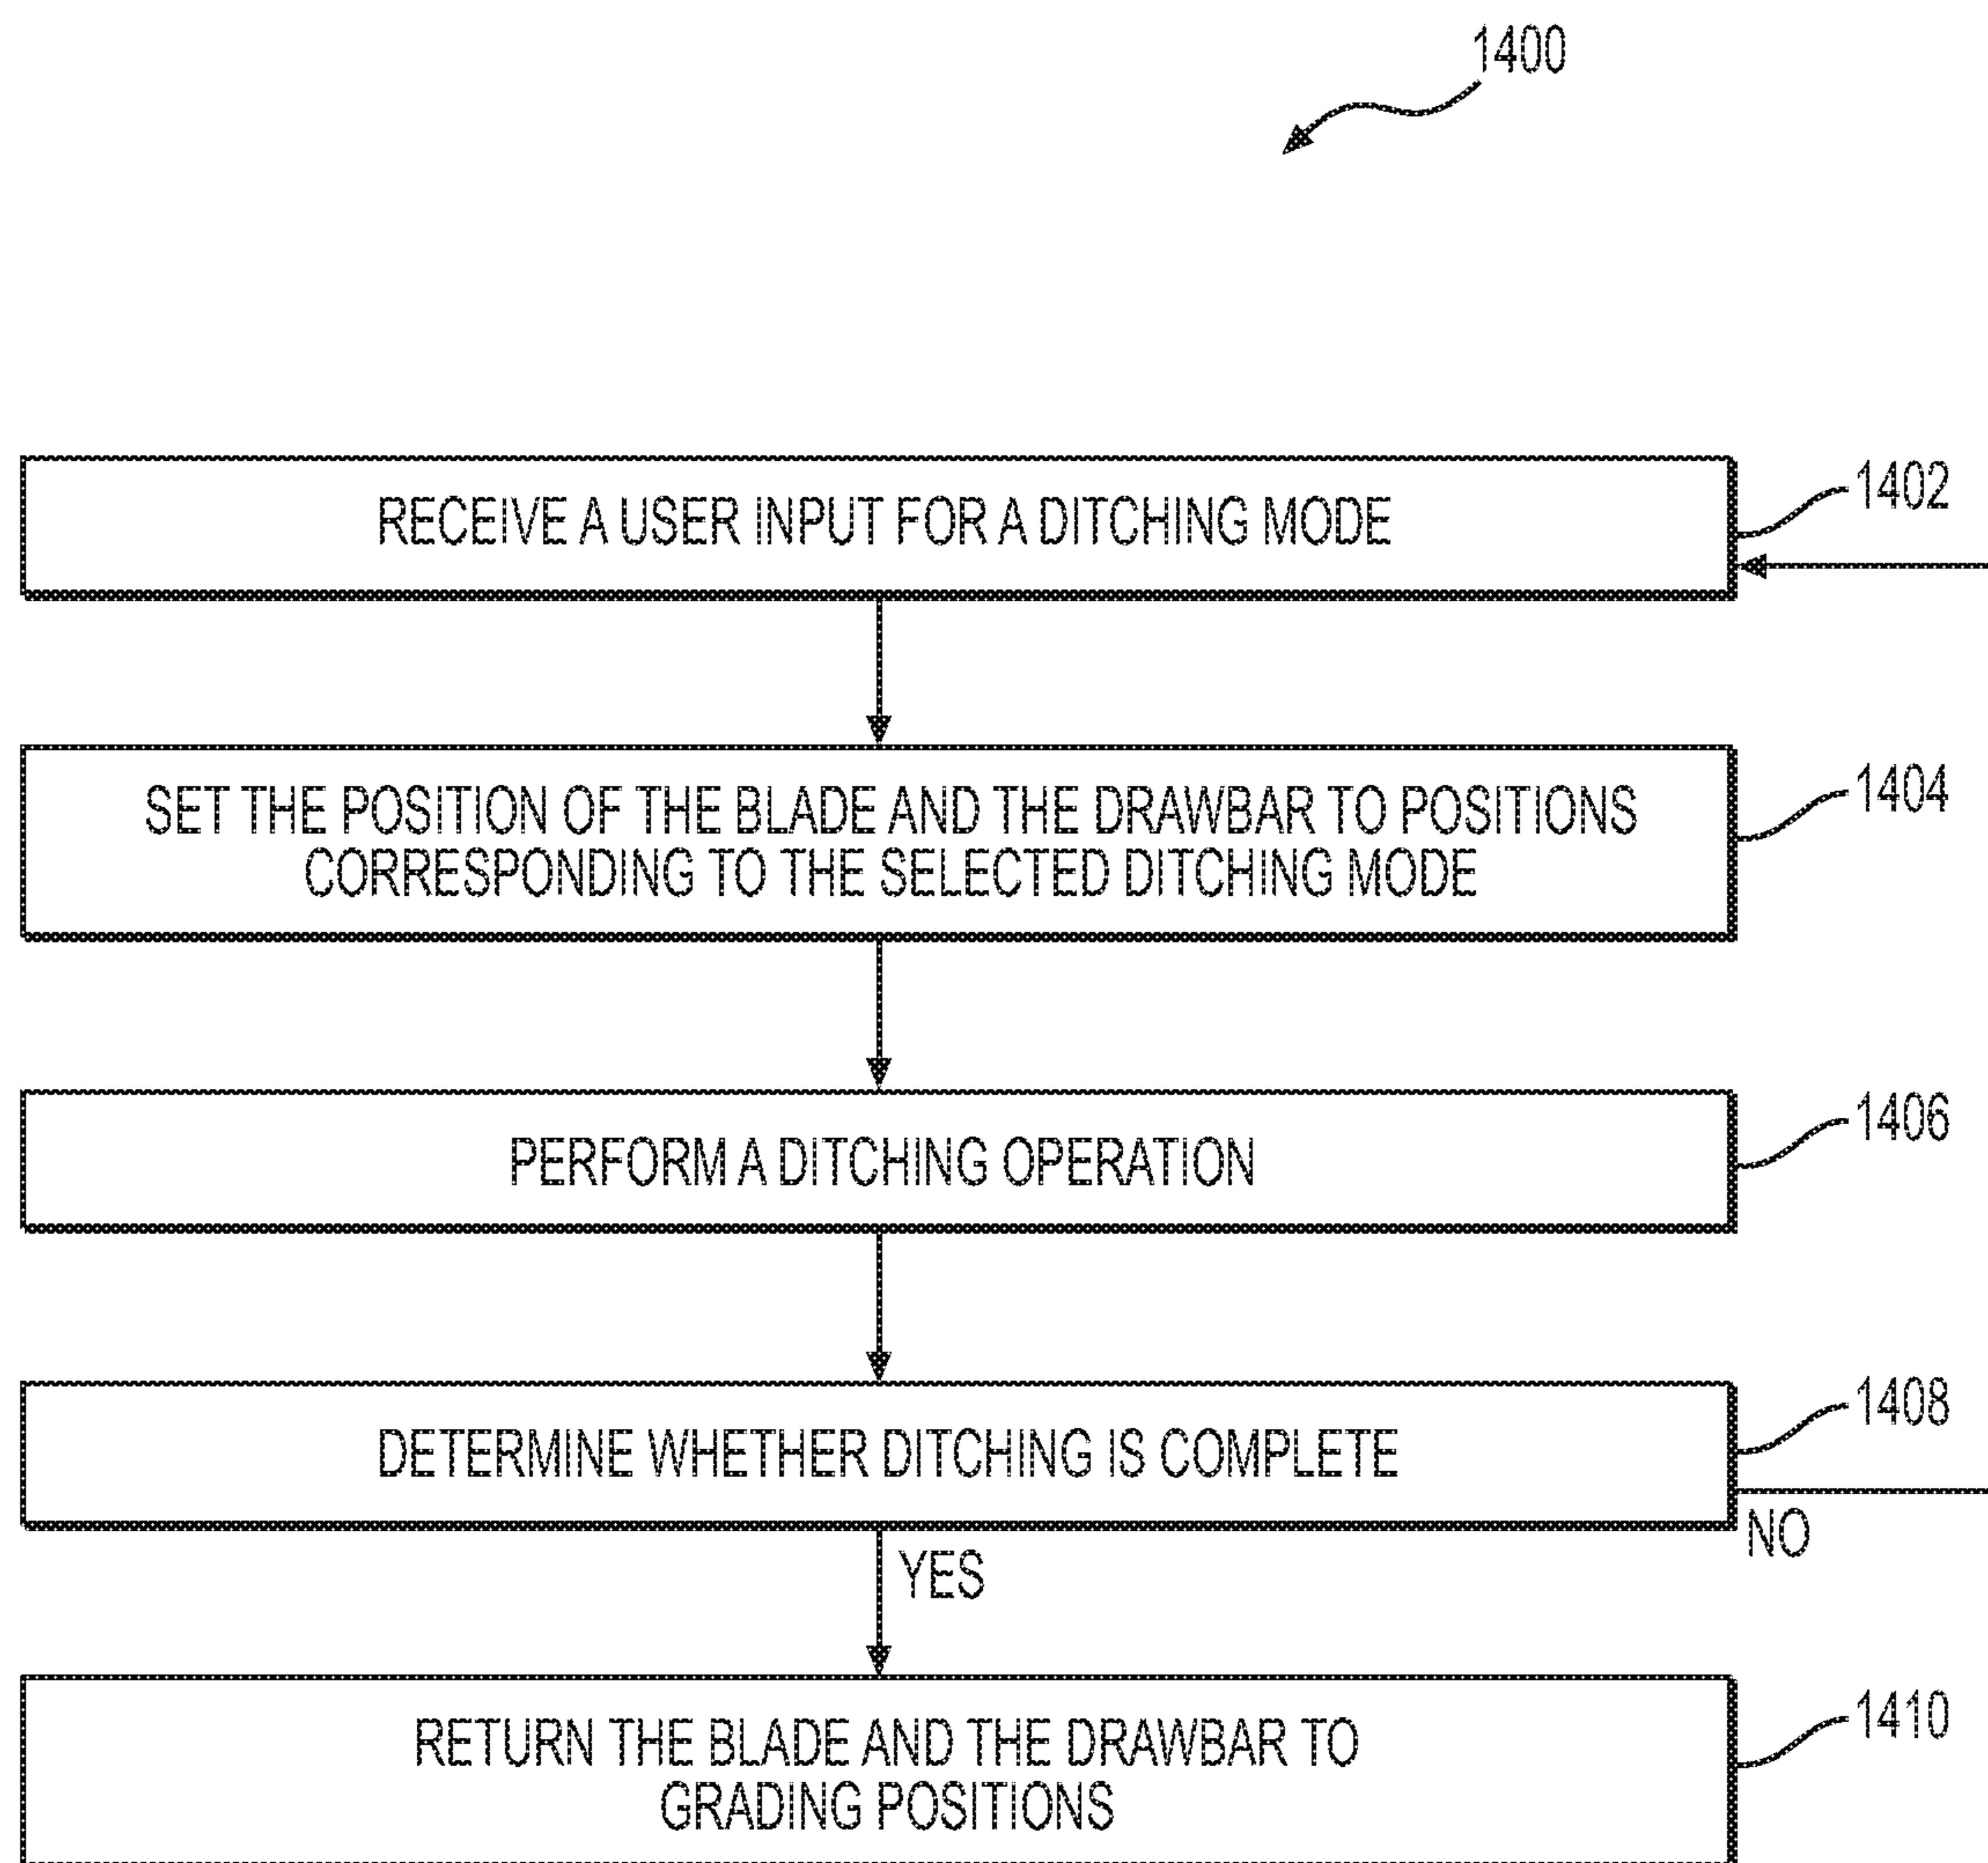 1400
RECEIVE A USER INPUT FOR A DITCHING MODE
1402
SET THE POSITION OF THE BLADE AND THE DRAWBAR TO POSITIONS
CORRESPONDING TO THE SELECTED DITCHING MODE
1404
PERFORM A DITCHING OPERATION
1406
DETERMINE WHETHER DITCHING IS COMPLETE
1408
NO
YES
RETURN THE BLADE AND THE DRAWBAR TO
GRADING POSITIONS
1410